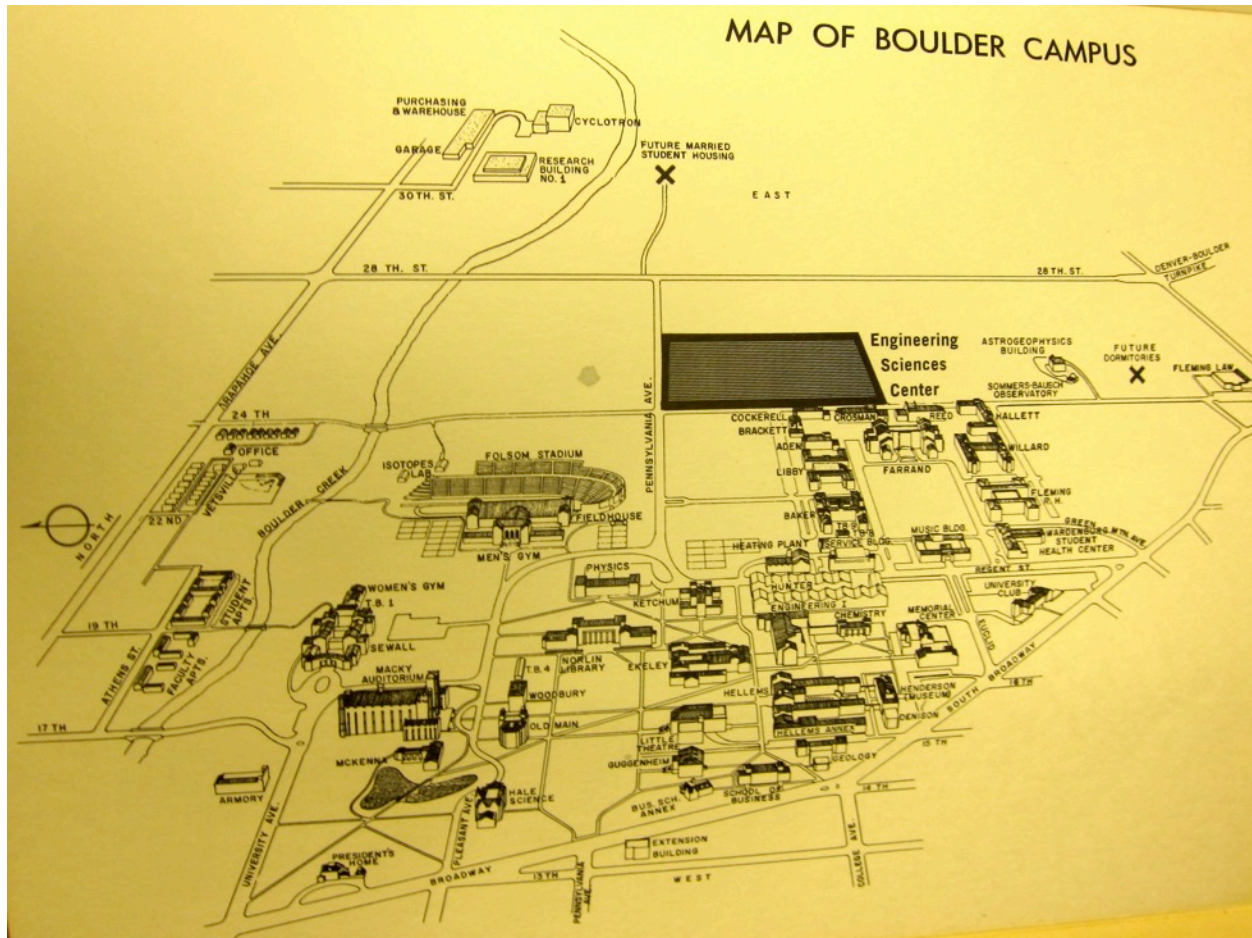 MAP OF BOULDER CAMPUS
PURCHASING
& WAREHOUSE
CYCLOTRON
GARAGE
RESEARCH
BUILDING
NO. 1
FUTURE MARRIED
STUDENT HOUSING
EAST
30TH. ST.
28 TH. ST.
28 TH. ST.
DENVER-BOULDER
TURNPIKE
ARAPAHOE AVE.
Engineering
Sciences
Center
ASTROGEOPHYSICS
BUILDING
FUTURE
DORMITORIES
FLEMING LAW
SOMMERS-BAUSCH
OBSERVATORY
PENNSYLVANIA AVE.
24 TH
OFFICE
VETSVILLE
22 ND
BOULDER CREEK
ISOTOPES
LAB
FOLSOM STADIUM
FIELDHOUSE
MEN'S GYM
COCKERELL
CROSMAN
REED
HALLETT
BRACKETT
ADEN
WILLARD
LIBBY
FARRAND
BAKER
FLEMING
R.H.
T.B. 9
T.B. 8
MUSIC BLDG.
GREEN MTN. AVE.
WARDENBURG
STUDENT
HEALTH CENTER
HEATING PLANT
SERVICE BLDG.
REGENT ST.
NORTH
PHYSICS
HUNTER
UNIVERSITY
CLUB
WOMEN'S GYM
T.B. 1
KETCHUM
ENGINEERING I
CHEMISTRY
MEMORIAL
CENTER
STUDENT
APTS.
19 TH
ATHENS ST.
FACULTY
APTS.
SEWALL
EUCLID
NORLIN
LIBRARY
EKELEY
T.B. 4
MACKY
AUDITORIUM
WOODBURY
HELLEMS
HENDERSON
(MUSEUM)
SOUTH BROADWAY
16 TH
17 TH
OLD MAIN
DENISON
LITTLE
THEATRE
HELLEMS ANNEX
15 TH
MCKENNA
GUGGENHEIM
GEOLOGY
ARMORY
HALE
SCIENCE
BUS. SCH.
ANNEX
SCHOOL OF
BUSINESS
14 TH
UNIVERSITY AVE.
PLEASANT AVE.
EXTENSION
BUILDING
COLLEGE AVE.
PRESIDENT'S
HOME
BROADWAY
13 TH
WEST
PENNSYLVANIA
AVE.